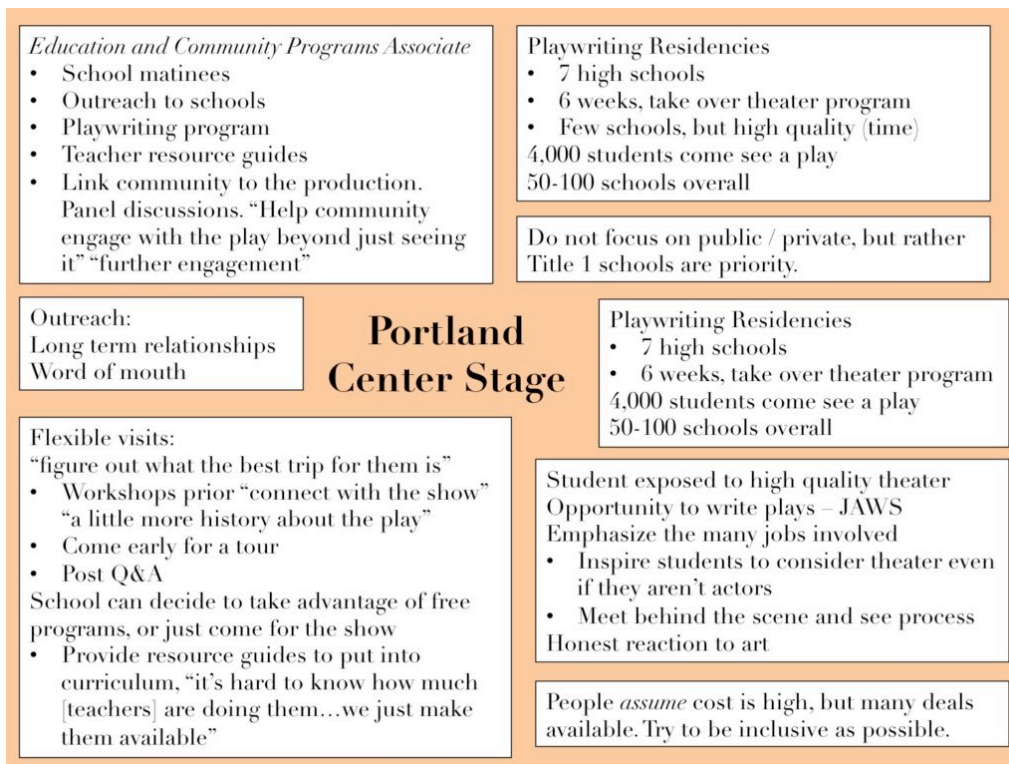 Education and Community Programs Associate
• School matinees
• Outreach to schools
• Playwriting program
• Teacher resource guides
• Link community to the production.
Panel discussions. “Help community
engage with the play beyond just seeing
it” “further engagement”
Playwriting Residencies
• 7 high schools
• 6 weeks, take over theater program
• Few schools, but high quality (time)
4,000 students come see a play
50-100 schools overall
Do not focus on public / private, but rather
Title 1 schools are priority.
Outreach:
Long term relationships
Word of mouth
Portland
Center Stage
Playwriting Residencies
• 7 high schools
• 6 weeks, take over theater program
4,000 students come see a play
50-100 schools overall
Flexible visits:
“figure out what the best trip for them is”
• Workshops prior “connect with the show”
“a little more history about the play”
• Come early for a tour
• Post Q&A
School can decide to take advantage of free
programs, or just come for the show
• Provide resource guides to put into
curriculum, “it’s hard to know how much
[teachers] are doing them…we just make
them available”
Student exposed to high quality theater
Opportunity to write plays – JAWS
Emphasize the many jobs involved
• Inspire students to consider theater even
if they aren’t actors
• Meet behind the scene and see process
Honest reaction to art
People assume cost is high, but many deals
available. Try to be inclusive as possible.